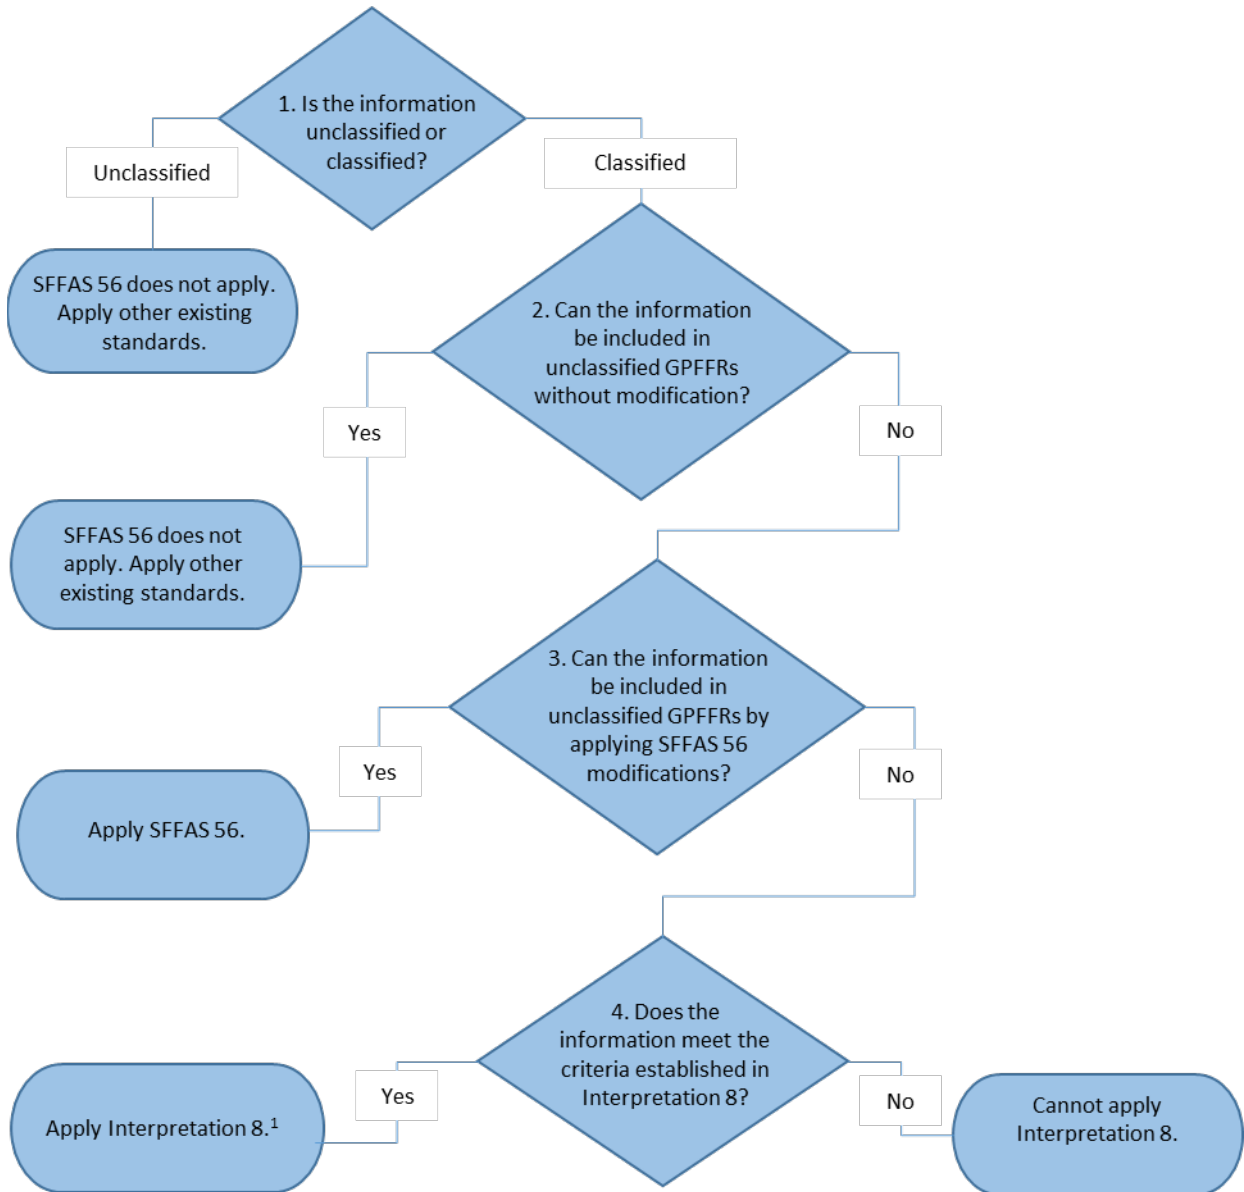 1. Is the information
unclassified or
classified?
Unclassified
Classified
SFFAS 56 does not apply.
Apply other existing
standards.
2. Can the information
be included in
unclassified GPFFRs
without modification?
Yes
No
SFFAS 56 does not
apply. Apply other
existing standards.
3. Can the information
be included in
unclassified GPFFRs by
applying SFFAS 56
modifications?
Yes
No
Apply SFFAS 56.
4. Does the
information meet the
criteria established in
Interpretation 8?
Yes
No
Apply Interpretation 8.¹
Cannot apply
Interpretation 8.